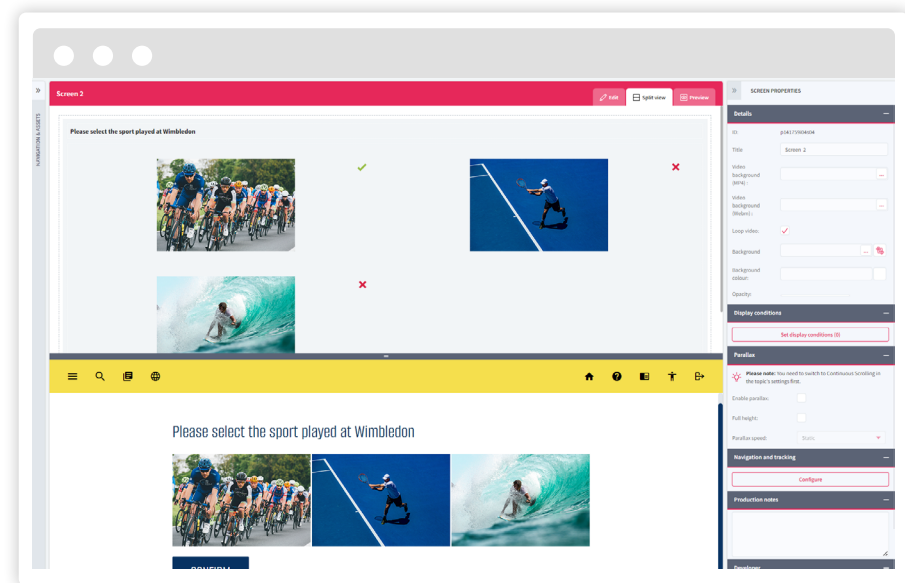 Screen 2
Edit
Split view
Preview
NAVIGATION & SLIDES
Please select the sport played at Wimbledon
Please select the sport played at Wimbledon
CONFIRM
SCREEN PROPERTIES
Details
ID:
Title
Screen 2
Video
background
(MP4) :
...
Video
background
(WebM) :
...
Loop video:
Background
...
Background
colour:
Opacity:
Display conditions
Set display conditions (0)
Parallax
Please note: You need to switch to Continuous Scrolling in
the topic's settings first.
Enable parallax:
Full height:
Parallax speed:
Static
Navigation and tracking
Configure
Production notes
Developer